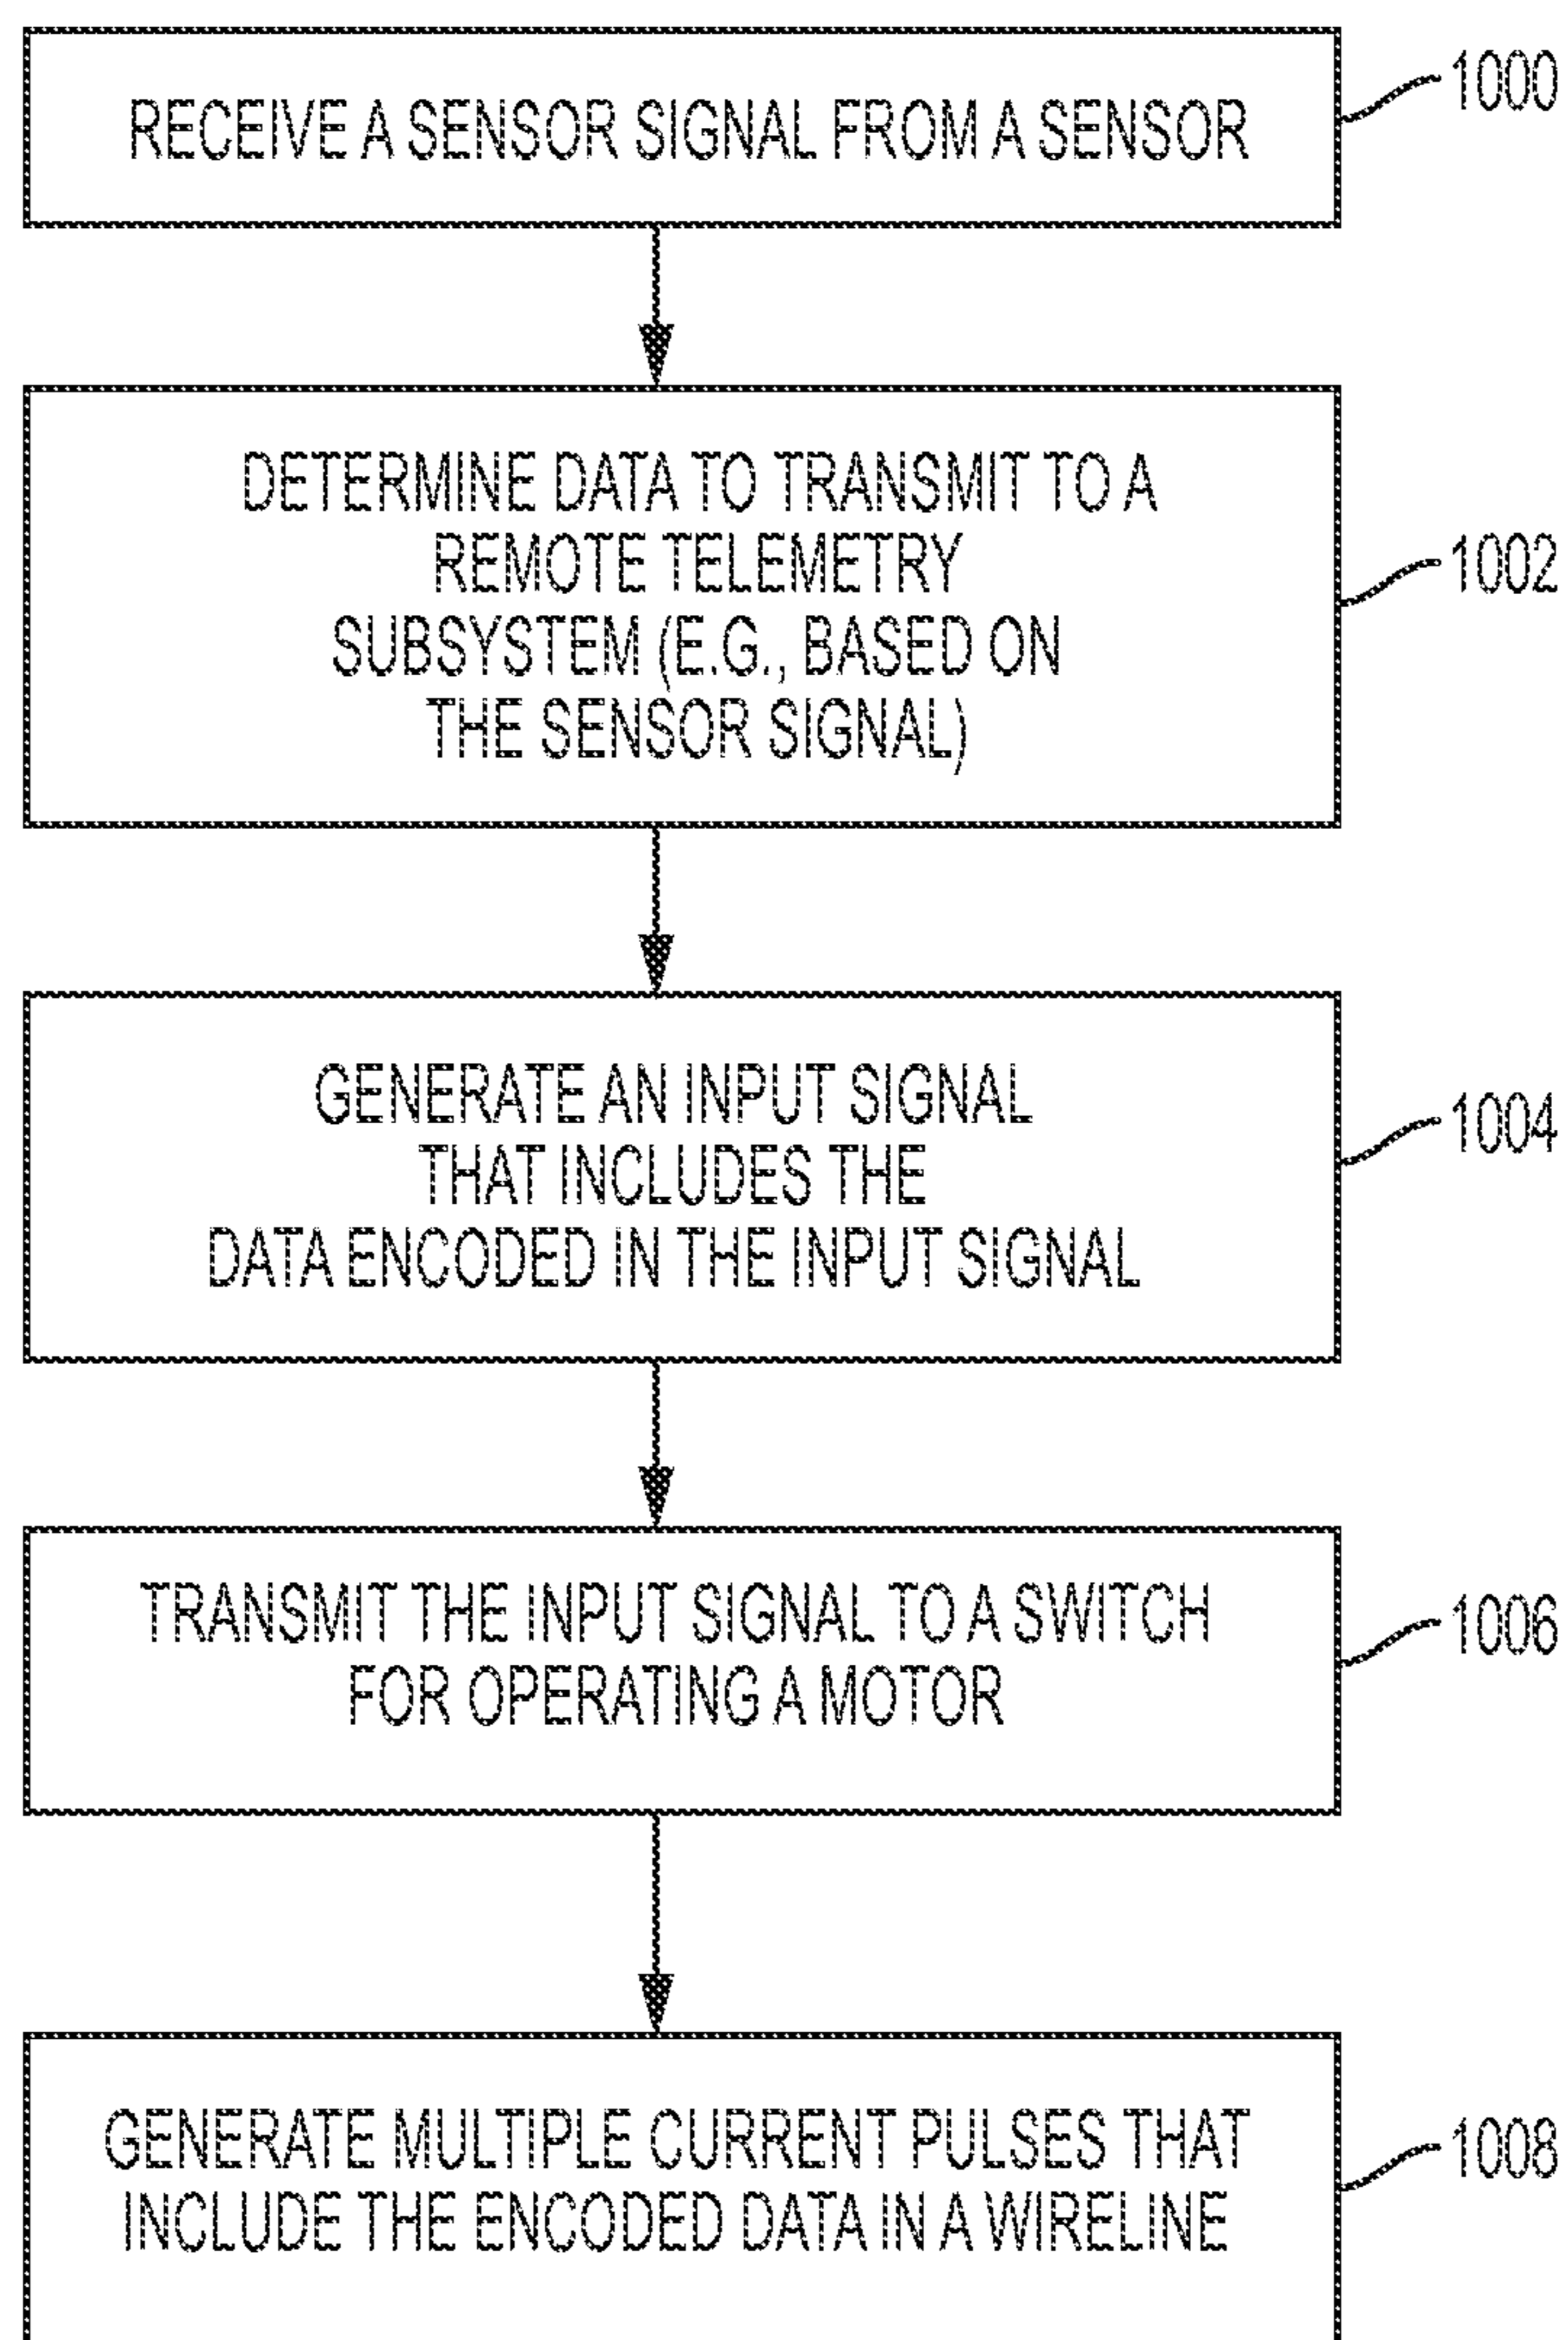 RECEIVE A SENSOR SIGNAL FROM A SENSOR
1000
DETERMINE DATA TO TRANSMIT TO A
REMOTE TELEMETRY
SUBSYSTEM (E.G., BASED ON
THE SENSOR SIGNAL)
1002
GENERATE AN INPUT SIGNAL
THAT INCLUDES THE
DATA ENCODED IN THE INPUT SIGNAL
1004
TRANSMIT THE INPUT SIGNAL TO A SWITCH
FOR OPERATING A MOTOR
1006
GENERATE MULTIPLE CURRENT PULSES THAT
INCLUDE THE ENCODED DATA IN A WIRELINE
1008